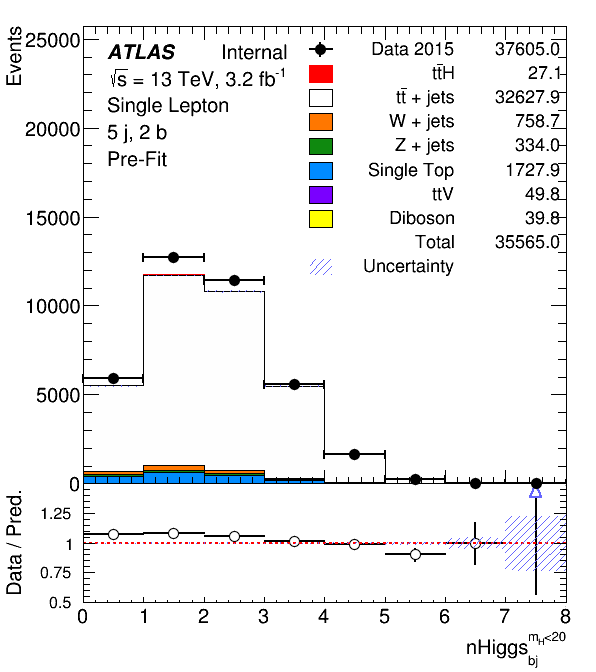 Events
25000
20000
15000
10000
5000
0
ATLAS Internal
√s = 13 TeV, 3.2 fb⁻¹
Single Lepton
5 j, 2 b
Pre-Fit
Data 2015 37605.0
tt̄H 27.1
tt̄ + jets 32627.9
W + jets 758.7
Z + jets 334.0
Single Top 1727.9
ttV 49.8
Diboson 39.8
Total 35565.0
Uncertainty
Data / Pred.
1.25
1
0.75
0.5
0 1 2 3 4 5 6 7 8
nHiggs_bj^m_H<20